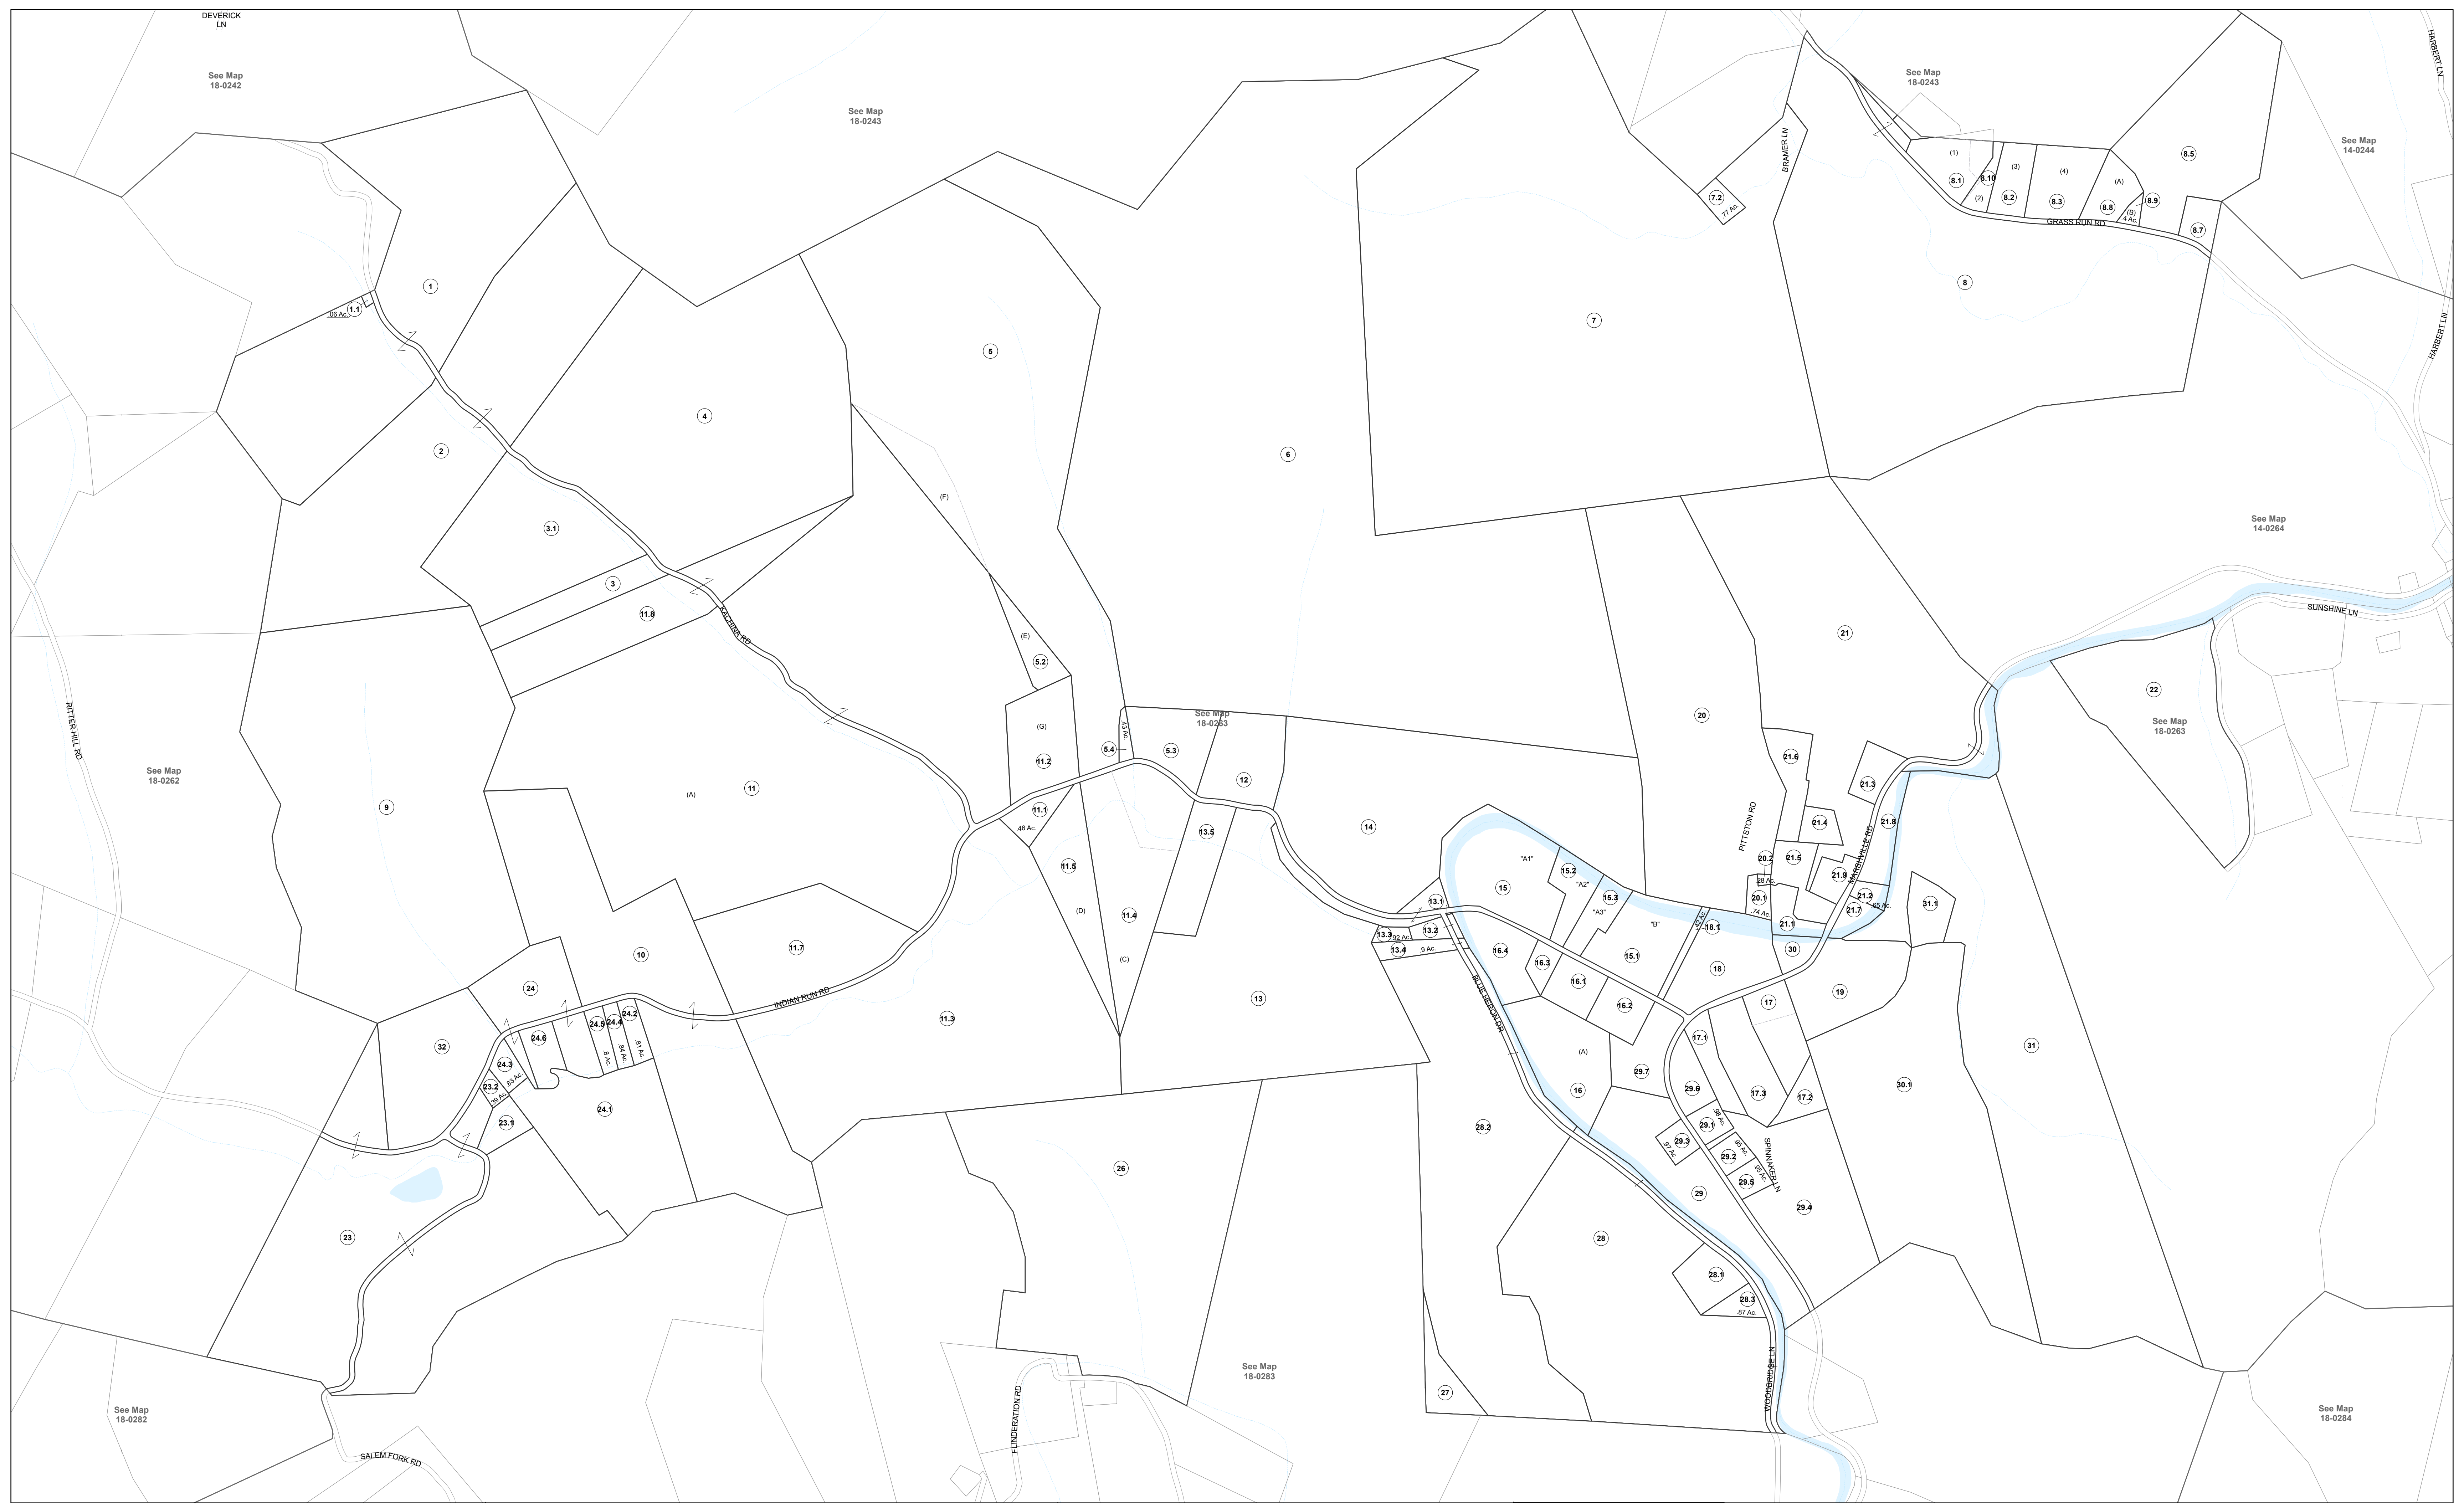 DEVERICK
LN
See Map
18-0242
See Map
18-0243
See Map
18-0243
HARBERT LN
See Map
14-0244
BRAMER LN
(1)
8.1
8.10
(2)
(3)
8.2
(4)
8.3
(A)
8.8
(B)
.4 Ac.
8.9
8.5
8.7
GRASS RUN RD
7.2
.77 Ac.
1
1.1
.06 Ac.
8
7
HARBERT LN
5
4
2
6
(F)
3.1
See Map
14-0264
3
11.8
KACHINA RD
SUNSHINE LN
(E)
5.2
21
22
See Map
18-0263
RITTER HILL RD
See Map
18-0262
(G)
11.2
5.4
.43 Ac.
5.3
See Map
18-0263
12
20
21.6
21.3
9
(A)
11
11.1
.46 Ac.
13.5
14
PITTSTON RD
21.4
21.8
MARSHVILLE RD
20.2
.28 Ac.
21.5
21.9
21.2
.65 Ac.
21.7
20.1
.74 Ac.
21.1
31.1
11.5
(D)
11.4
(C)
"A1"
15
15.2
"A2"
15.3
"A3"
"B"
15.1
.42 Ac.
18.1
13.1
13.2
13.3
.92 Ac.
13.4
.9 Ac.
16.4
16.3
16.1
16.2
18
30
17
19
10
11.7
INDIAN RUN RD
11.3
13
BLUE HERON DR
24
24.6
24.5
24.4
24.2
.8 Ac.
.84 Ac.
.81 Ac.
32
24.3
.83 Ac.
23.2
.39 Ac.
23.1
24.1
(A)
16
29.7
17.1
29.6
17.3
17.2
30.1
31
28.2
29.1
.98 Ac.
29.3
.97 Ac.
29.2
.95 Ac.
29.5
.95 Ac.
SPINNAKER LN
29
29.4
26
23
28
28.1
28.3
.87 Ac.
WOODBRIDGE LN
27
See Map
18-0283
FLINDERATION RD
See Map
18-0282
SALEM FORK RD
See Map
18-0284